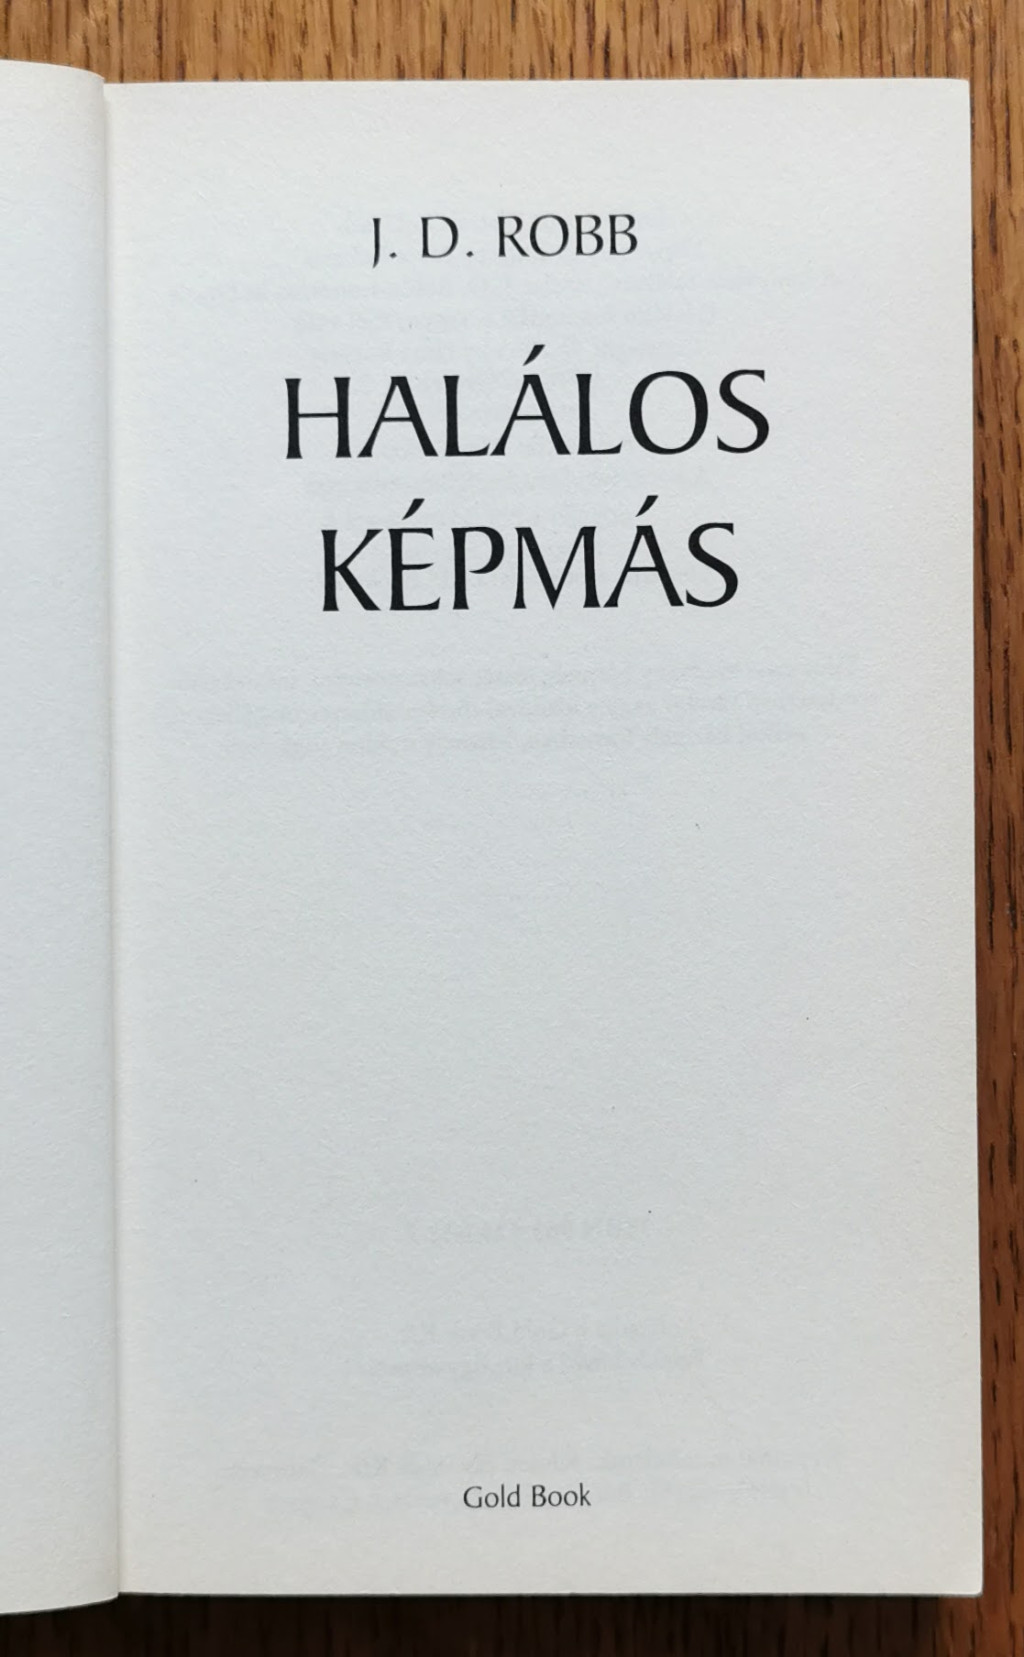 J. D. ROBB
HALÁLOS
KÉPMÁS
Gold Book